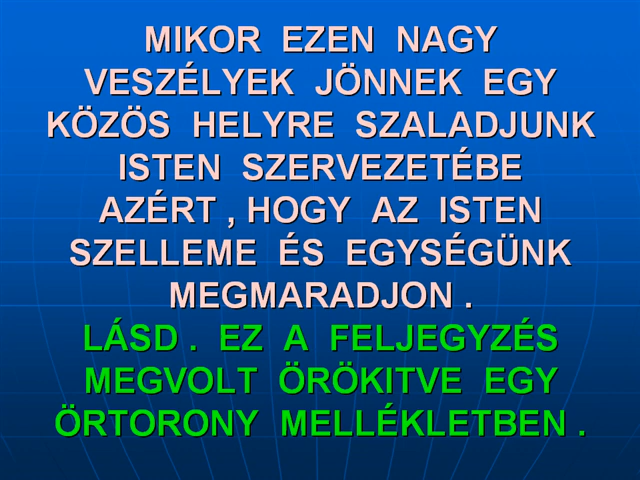 MIKOR EZEN NAGY
VESZÉLYEK JÖNNEK EGY
KÖZÖS HELYRE SZALADJUNK
ISTEN SZERVEZETÉBE
AZÉRT , HOGY AZ ISTEN
SZELLEME ÉS EGYSÉGÜNK
MEGMARADJON .
LÁSD . EZ A FELJEGYZÉS
MEGVOLT ÖRÖKITVE EGY
ÖRTORONY MELLÉKLETBEN .